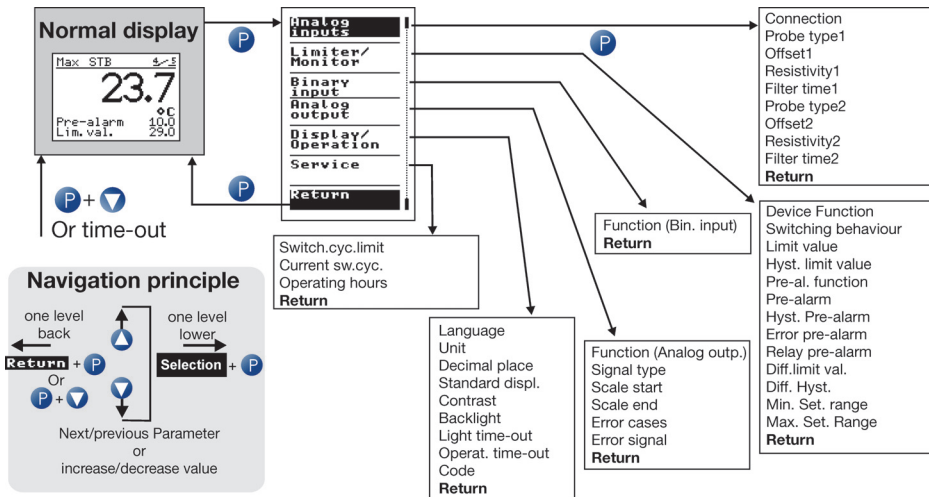 Normal display
Max STB
23.7
°C
Pre-alarm 10.0
Lim.val. 29.0
P
P
P
P + ▽
Or time-out
Analog
inputs
Limiter/
Monitor
Binary
input
Analog
output
Display/
Operation
Service
Return
Connection
Probe type1
Offset1
Resistivity1
Filter time1
Probe type2
Offset2
Resistivity2
Filter time2
Return
Device Function
Switching behaviour
Limit value
Hyst. limit value
Pre-al. function
Pre-alarm
Hyst. Pre-alarm
Error pre-alarm
Relay pre-alarm
Diff.limit val.
Diff. Hyst.
Min. Set. range
Max. Set. Range
Return
Function (Bin. input)
Return
Function (Analog outp.)
Signal type
Scale start
Scale end
Error cases
Error signal
Return
Language
Unit
Decimal place
Standard displ.
Contrast
Backlight
Light time-out
Operat. time-out
Code
Return
Switch.cyc.limit
Current sw.cyc.
Operating hours
Return
Navigation principle
one level
back
Return + P
Or
P + ▽
one level
lower
Selection + P
Next/previous Parameter
or
increase/decrease value